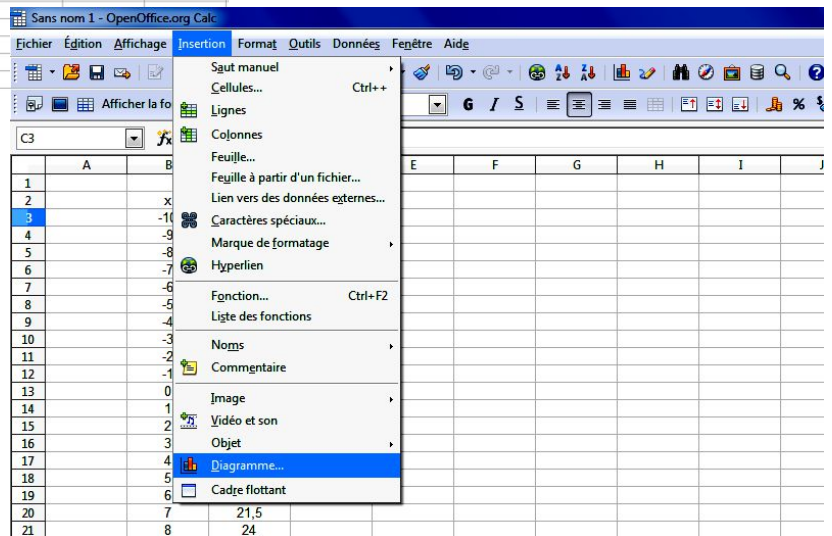 Sans nom 1 - OpenOffice.org Calc
Fichier Édition Affichage Insertion Format Outils Données Fenêtre Aide
Afficher la fo
G I S
%
C3
Saut manuel
Cellules... Ctrl++
Lignes
Colonnes
Feuille...
Feuille à partir d'un fichier...
Lien vers des données externes...
Caractères spéciaux...
Marque de formatage
Hyperlien
Fonction... Ctrl+F2
Liste des fonctions
Noms
Commentaire
Image
Vidéo et son
Objet
Diagramme...
Cadre flottant
A B E F G H I J
1
2 x
3 -10
4 -9
5 -8
6 -7
7 -6
8 -5
9 -4
10 -3
11 -2
12 -1
13 0
14 1
15 2
16 3
17 4
18 5
19 6
20 7 21,5
21 8 24